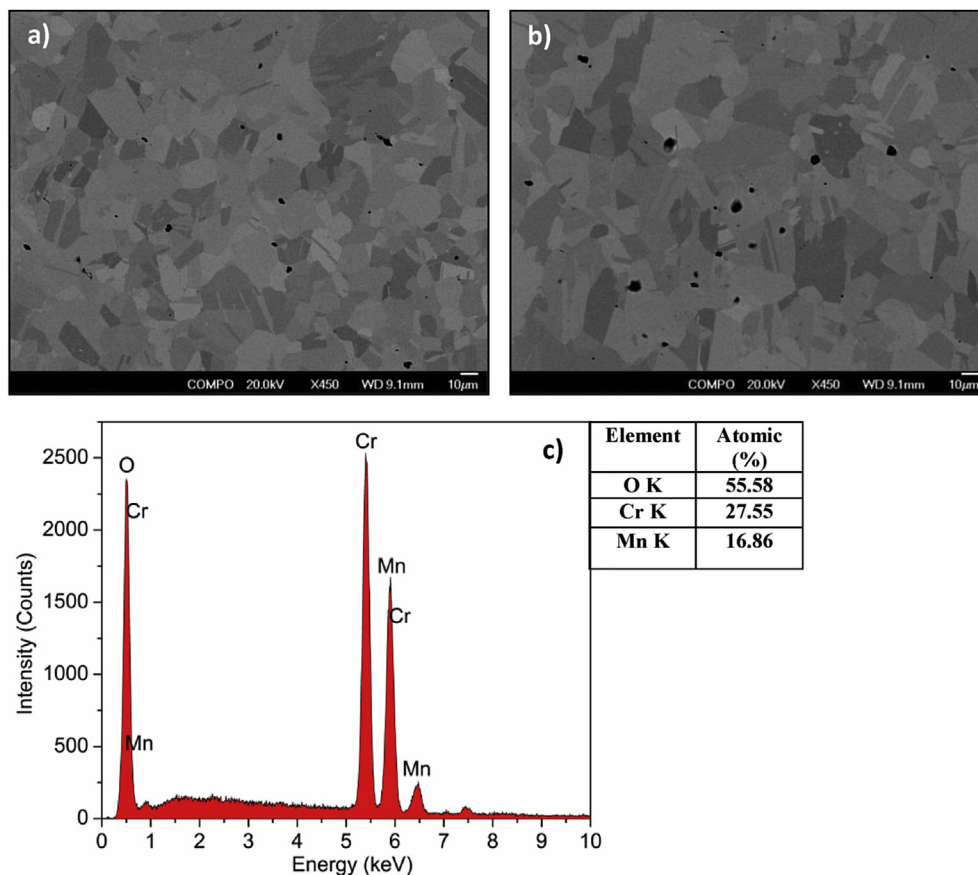 a)
COMPO 20.0kV X450 WD 9.1mm 10µm
b)
COMPO 20.0kV X450 WD 9.1mm 10µm
c)
Intensity (Counts)
2500
2000
1500
1000
500
0
O
Cr
Mn
Cr
Mn
Cr
Mn
0 1 2 3 4 5 6 7 8 9 10
Energy (keV)
Element Atomic
(%)
O K 55.58
Cr K 27.55
Mn K 16.86